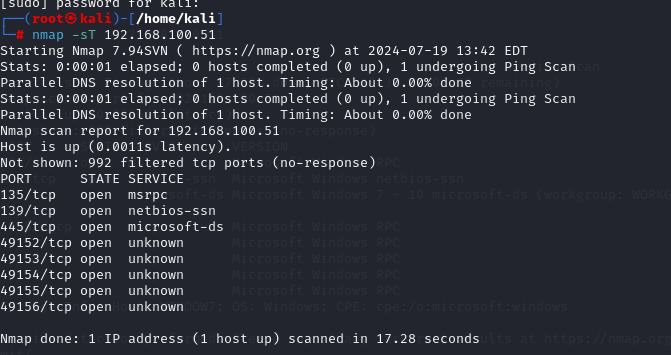 [sudo] password for kali:
┌──(root㉿kali)-[/home/kali]
└─# nmap -sT 192.168.100.51
Starting Nmap 7.94SVN ( https://nmap.org ) at 2024-07-19 13:42 EDT
Stats: 0:00:01 elapsed; 0 hosts completed (0 up), 1 undergoing Ping Scan
Parallel DNS resolution of 1 host. Timing: About 0.00% done
Stats: 0:00:01 elapsed; 0 hosts completed (0 up), 1 undergoing Ping Scan
Parallel DNS resolution of 1 host. Timing: About 0.00% done
Nmap scan report for 192.168.100.51
Host is up (0.0011s latency).
Not shown: 992 filtered tcp ports (no-response)
PORT      STATE SERVICE
135/tcp   open  msrpc
139/tcp   open  netbios-ssn
445/tcp   open  microsoft-ds
49152/tcp open  unknown
49153/tcp open  unknown
49154/tcp open  unknown
49155/tcp open  unknown
49156/tcp open  unknown
Nmap done: 1 IP address (1 host up) scanned in 17.28 seconds